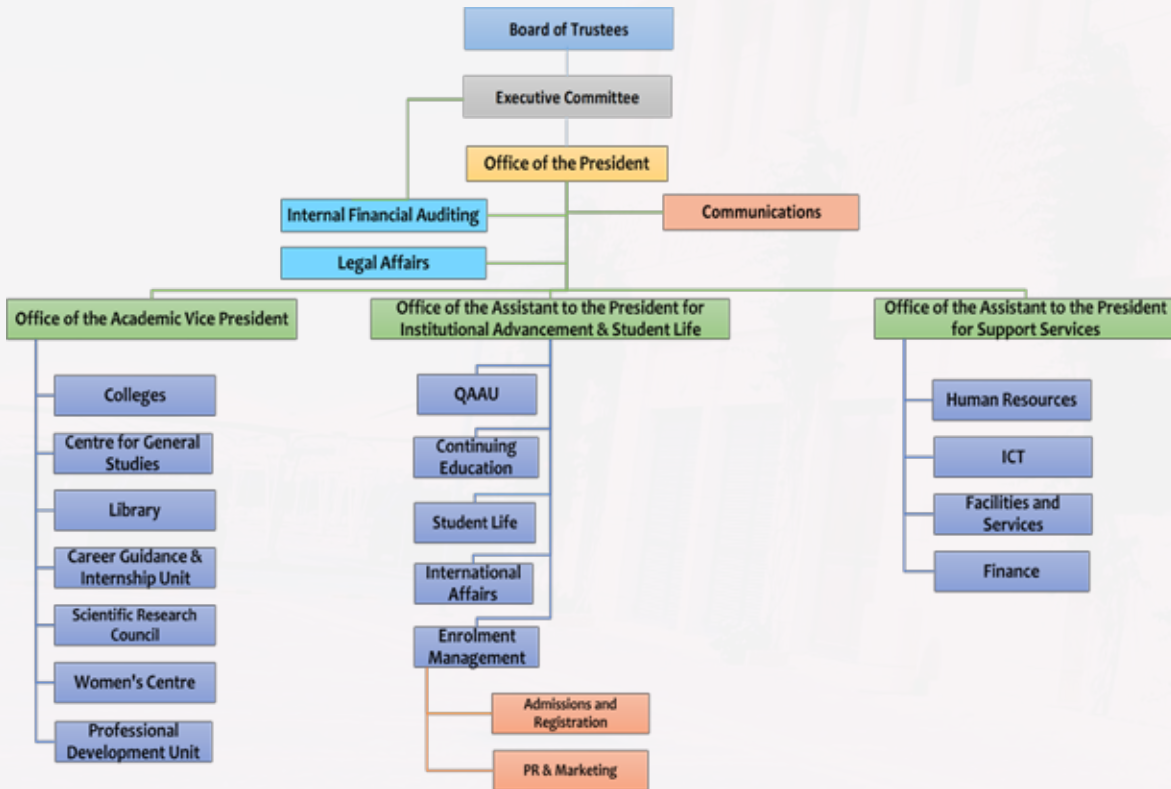 Board of Trustees
Executive Committee
Office of the President
Internal Financial Auditing
Communications
Legal Affairs
Office of the Academic Vice President
Office of the Assistant to the President for
Institutional Advancement & Student Life
Office of the Assistant to the President
for Support Services
Colleges
Centre for General
Studies
Library
Career Guidance &
Internship Unit
Scientific Research
Council
Women's Centre
Professional
Development Unit
QAAU
Continuing
Education
Student Life
International
Affairs
Enrolment
Management
Admissions and
Registration
PR & Marketing
Human Resources
ICT
Facilities and
Services
Finance